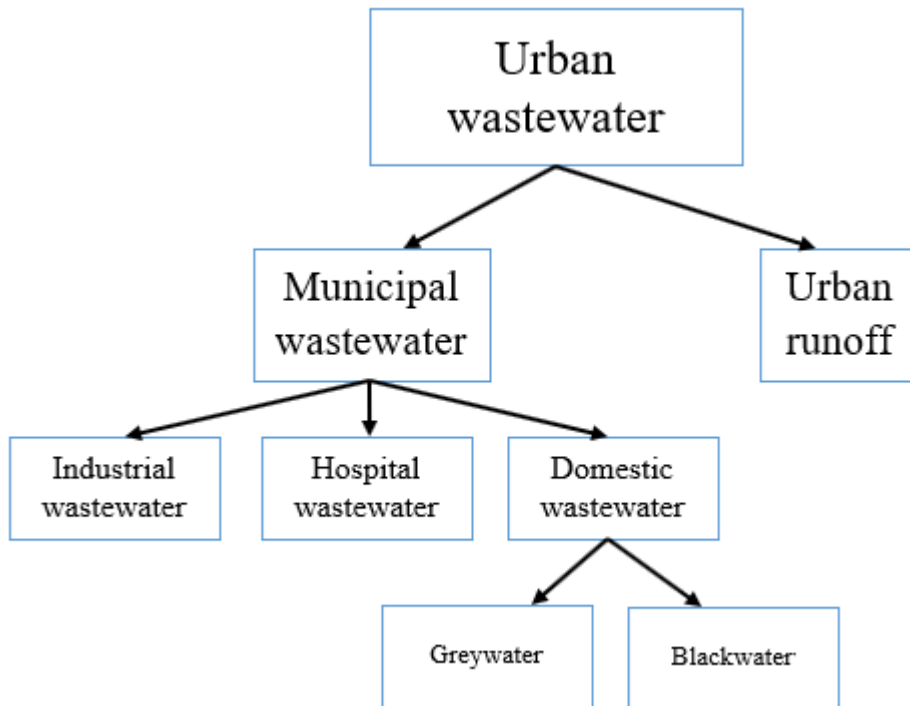 Urban
wastewater
Municipal
wastewater
Urban
runoff
Industrial
wastewater
Hospital
wastewater
Domestic
wastewater
Greywater
Blackwater